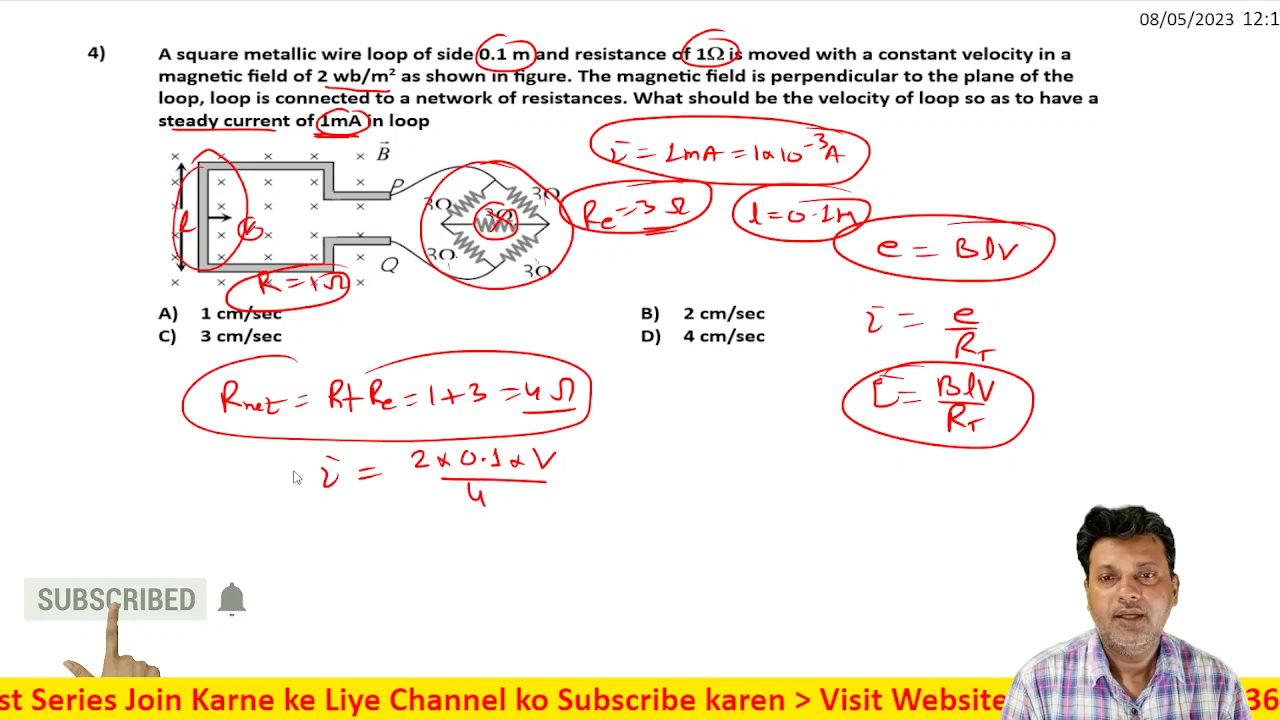 08/05/2023 12:1
4) A square metallic wire loop of side 0.1 m and resistance of 1Ω is moved with a constant velocity in a
magnetic field of 2 wb/m² as shown in figure. The magnetic field is perpendicular to the plane of the
loop, loop is connected to a network of resistances. What should be the velocity of loop so as to have a
steady current of 1mA in loop
B⃗
P
3Ω
3Ω
3Ω
3Ω
3Ω
Q
l
R = 1Ω
i = 1mA = 1×10⁻³A
Re = 3Ω
l = 0.1m
e = Blv
i = e/R_T
i = Blv/R_T
A) 1 cm/sec
B) 2 cm/sec
C) 3 cm/sec
D) 4 cm/sec
Rnet = R+Re = 1+3 = 4Ω
i = 2×0.1×V/4
SUBSCRIBED
st Series Join Karne ke Liye Channel ko Subscribe karen > Visit Website
36